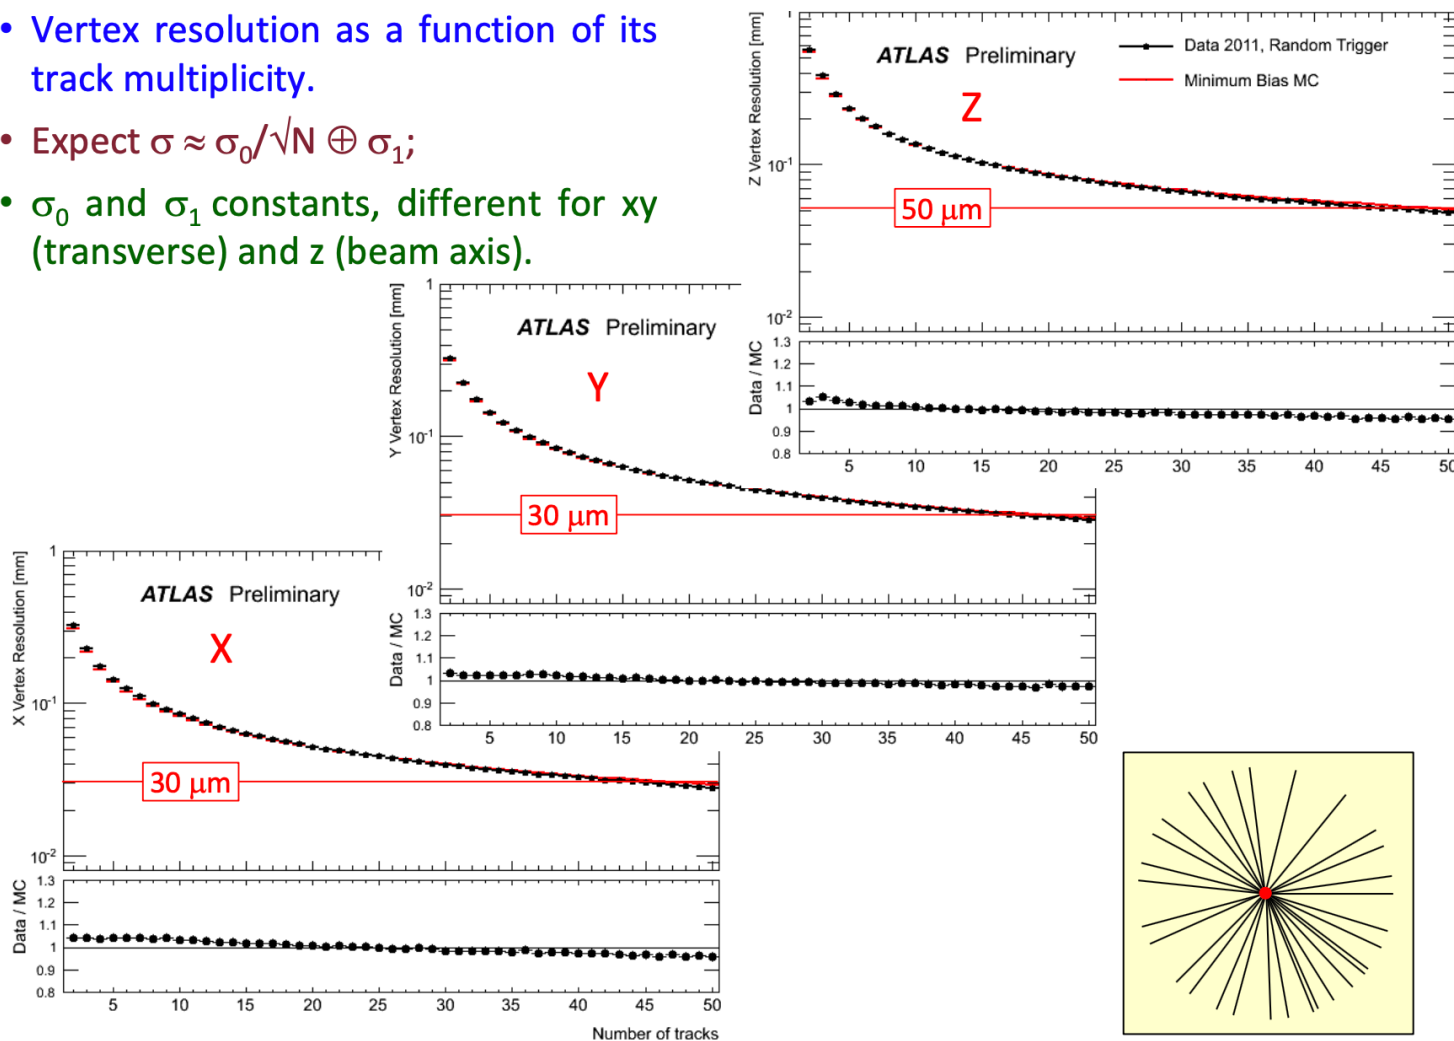 • Vertex resolution as a function of its
track multiplicity.
• Expect σ ≈ σ₀/√N ⊕ σ₁;
• σ₀ and σ₁ constants, different for xy
(transverse) and z (beam axis).
Z Vertex Resolution [mm]
1
10⁻¹
10⁻²
ATLAS Preliminary
Data 2011, Random Trigger
Minimum Bias MC
Z
50 μm
Data / MC
1.3
1.2
1.1
1
0.9
0.8
5 10 15 20 25 30 35 40 45 50
Y Vertex Resolution [mm]
1
10⁻¹
10⁻²
ATLAS Preliminary
Y
30 μm
Data / MC
1.3
1.2
1.1
1
0.9
0.8
5 10 15 20 25 30 35 40 45 50
X Vertex Resolution [mm]
1
10⁻¹
10⁻²
ATLAS Preliminary
X
30 μm
Data / MC
1.3
1.2
1.1
1
0.9
0.8
5 10 15 20 25 30 35 40 45 50
Number of tracks